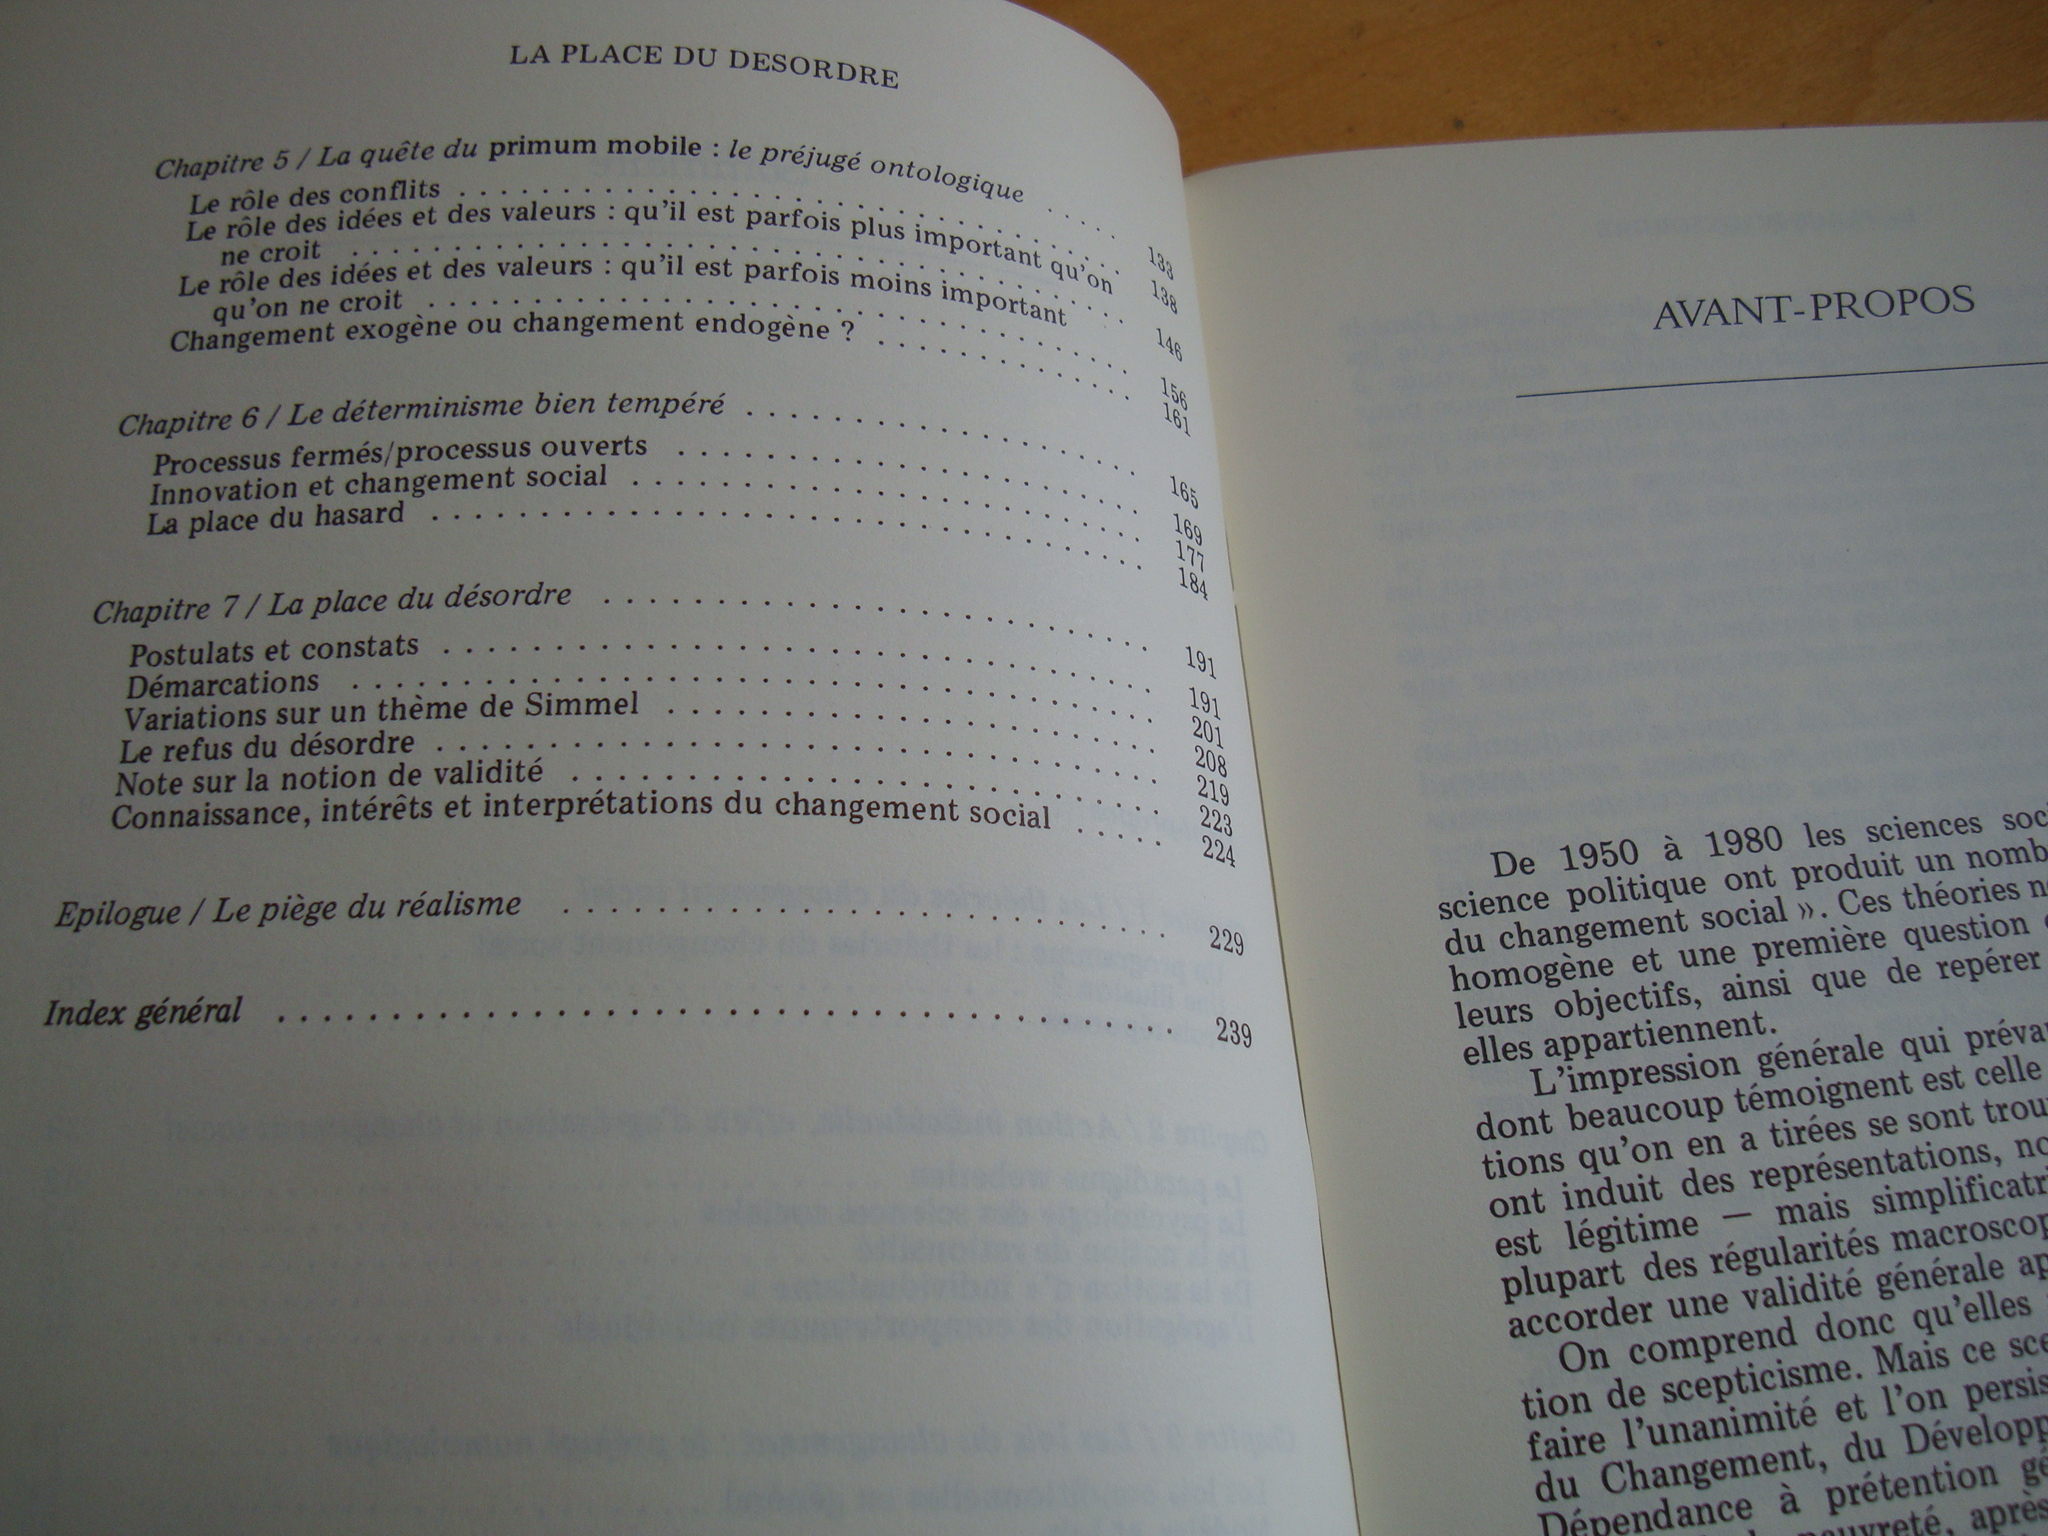 LA PLACE DU DESORDRE
Chapitre 5 / La quête du primum mobile : le préjugé ontologique . . . . . 133
Le rôle des conflits . . . . . 138
Le rôle des idées et des valeurs : qu'il est parfois plus important qu'on
ne croit . . . . . 146
Le rôle des idées et des valeurs : qu'il est parfois moins important
qu'on ne croit . . . . . 156
Changement exogène ou changement endogène ? . . . . . 161
Chapitre 6 / Le déterminisme bien tempéré . . . . . 165
Processus fermés/processus ouverts . . . . . 169
Innovation et changement social . . . . . 177
La place du hasard . . . . . 184
Chapitre 7 / La place du désordre . . . . . 191
Postulats et constats . . . . . 191
Démarcations . . . . . 201
Variations sur un thème de Simmel . . . . . 208
Le refus du désordre . . . . . 219
Note sur la notion de validité . . . . . 223
Connaissance, intérêts et interprétations du changement social . . . . . 224
Epilogue / Le piège du réalisme . . . . . 229
Index général . . . . . 239
AVANT-PROPOS
De 1950 à 1980 les sciences soc
science politique ont produit un nomb
du changement social ». Ces théories n
homogène et une première question
leurs objectifs, ainsi que de repérer
elles appartiennent.
L'impression générale qui préva
dont beaucoup témoignent est celle
tions qu'on en a tirées se sont trou
ont induit des représentations, no
est légitime — mais simplificatri
plupart des régularités macroscop
accorder une validité générale ap
On comprend donc qu'elles
tion de scepticisme. Mais ce sce
faire l'unanimité et l'on persis
du Changement, du Développ
Dépendance à prétention gé
après